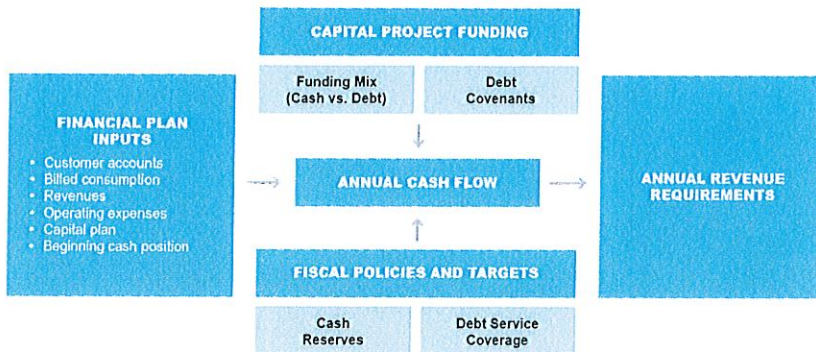 CAPITAL PROJECT FUNDING
Funding Mix
(Cash vs. Debt)
Debt
Covenants
FINANCIAL PLAN
INPUTS
• Customer accounts
• Billed consumption
• Revenues
• Operating expenses
• Capital plan
• Beginning cash position
ANNUAL CASH FLOW
ANNUAL REVENUE
REQUIREMENTS
FISCAL POLICIES AND TARGETS
Cash
Reserves
Debt Service
Coverage